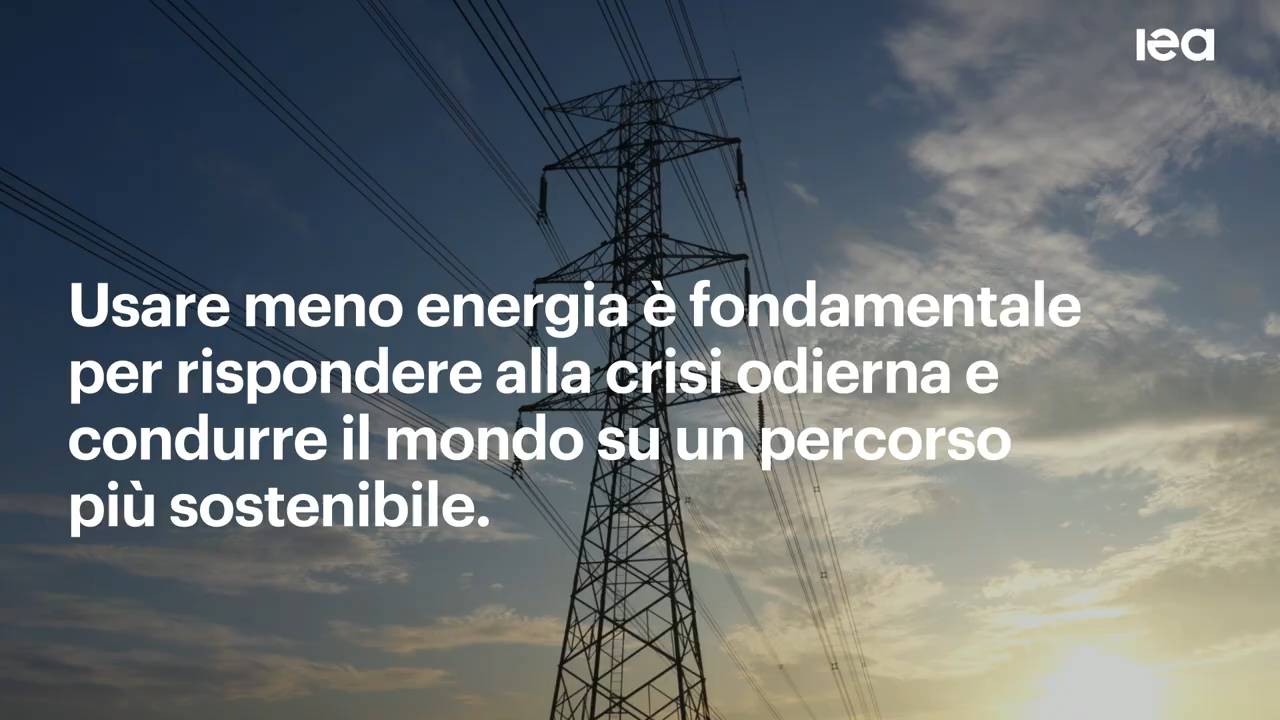 iea
Usare meno energia è fondamentale
per rispondere alla crisi odierna e
condurre il mondo su un percorso
più sostenibile.